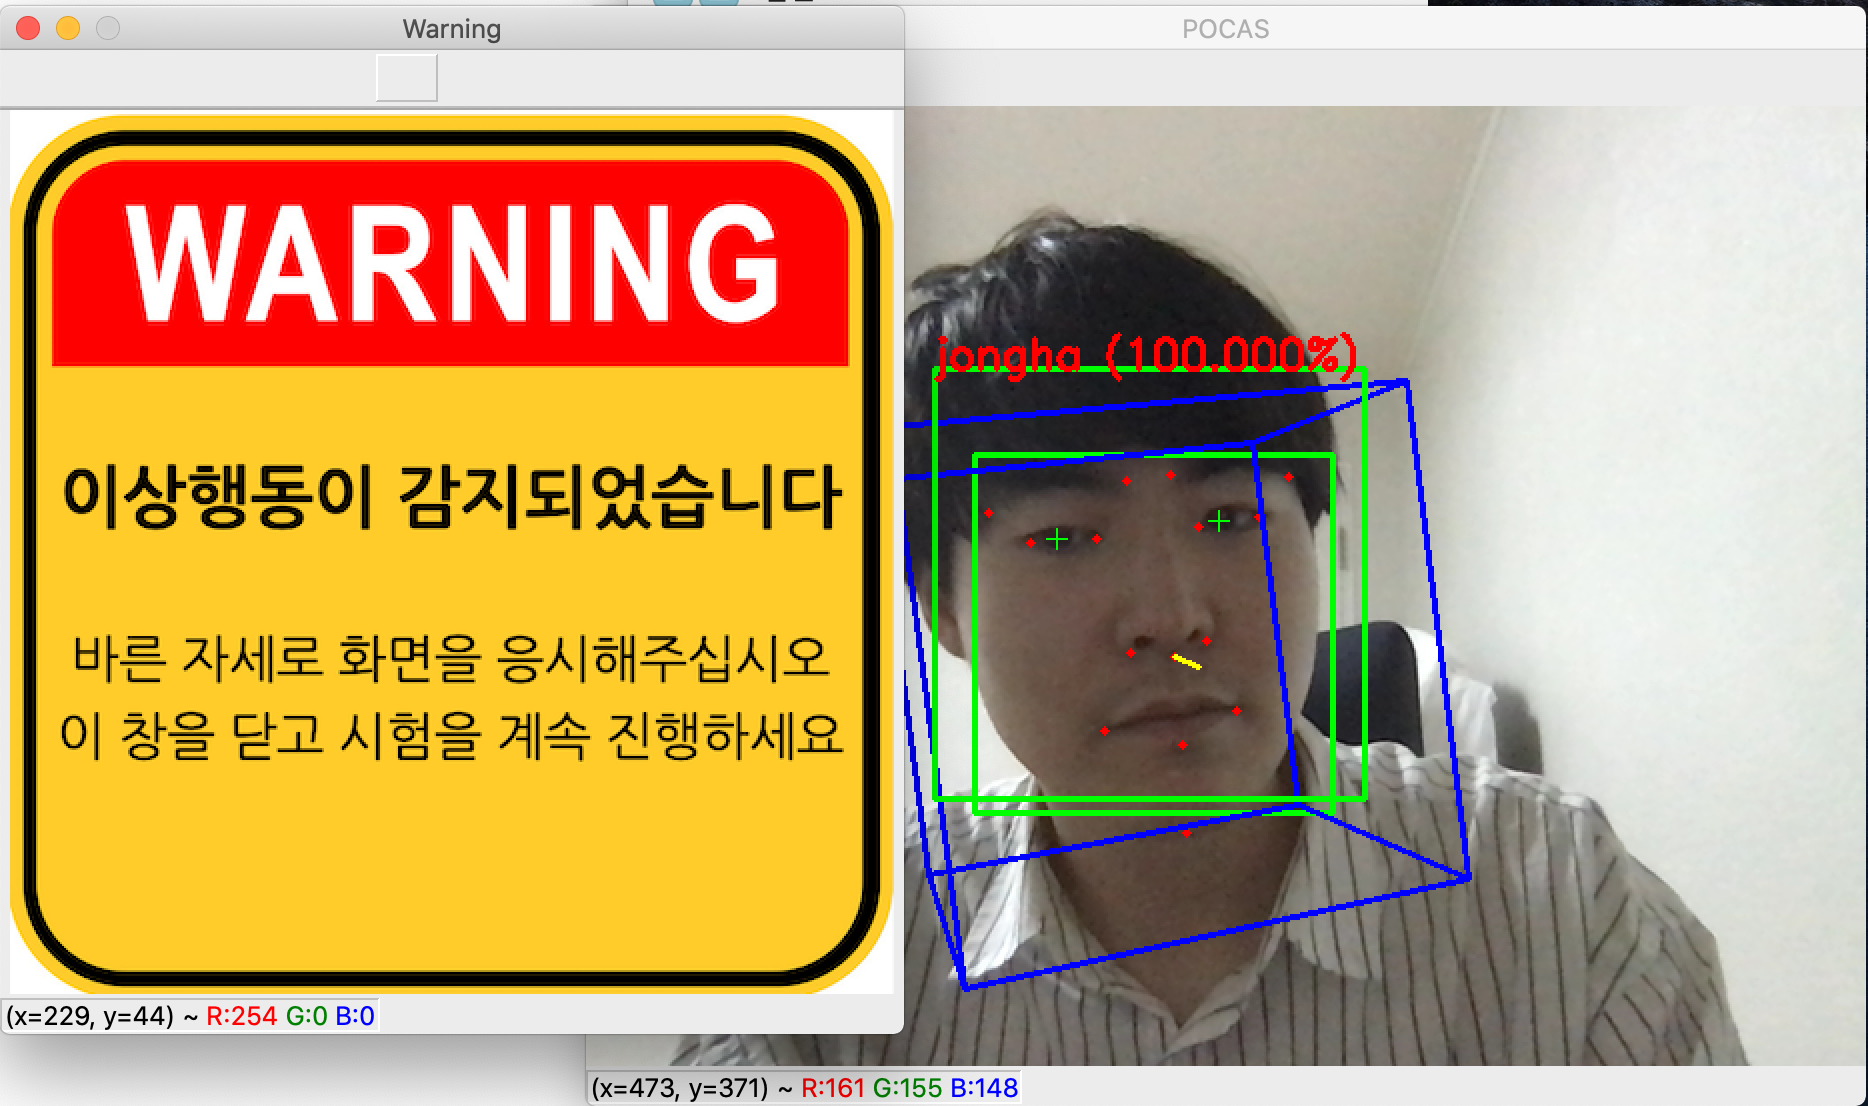 Warning
POCAS
WARNING
이상행동이 감지되었습니다
바른 자세로 화면을 응시해주십시오
이 창을 닫고 시험을 계속 진행하세요
jongha (100.000%)
(x=229, y=44) ~ R:254 G:0 B:0
(x=473, y=371) ~ R:161 G:155 B:148